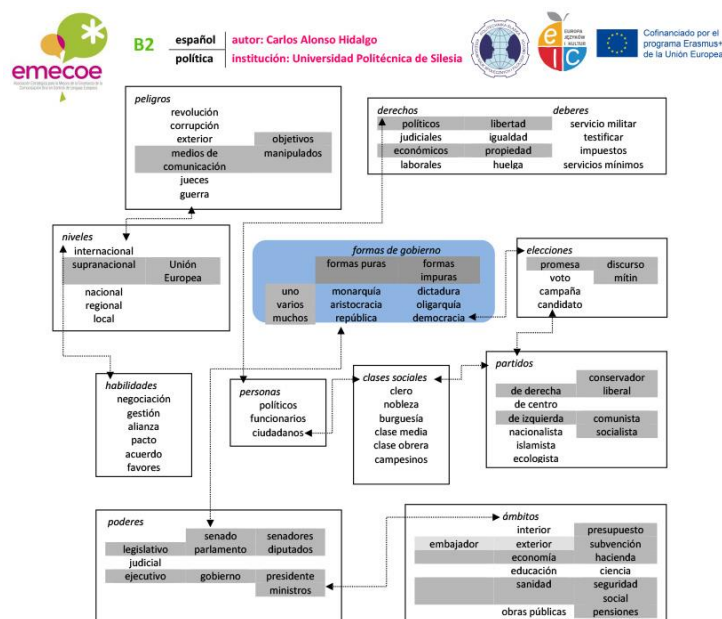 emecoe
B2
español
política
autor: Carlos Alonso Hidalgo
institución: Universidad Politécnica de Silesia
EUROPA
JĘZYKÓW
I KULTUR
eic
Cofinanciado por el
programa Erasmus+
de la Unión Europea
peligros
revolución
corrupción
exterior objetivos
medios de manipulados
comunicación
jueces
guerra
derechos deberes
políticos libertad servicio militar
judiciales igualdad testificar
económicos propiedad impuestos
laborales huelga servicios mínimos
niveles
internacional
supranacional Unión
Europea
nacional
regional
local
formas de gobierno
formas puras formas
impuras
uno monarquía dictadura
varios aristocracia oligarquía
muchos república democracia
elecciones
promesa discurso
voto mítin
campaña
candidato
habilidades
negociación
gestión
alianza
pacto
acuerdo
favores
personas
políticos
funcionarios
ciudadanos
clases sociales
clero
nobleza
burguesía
clase media
clase obrera
campesinos
partidos
conservador
de derecha liberal
de centro
de izquierda comunista
nacionalista socialista
islamista
ecologista
poderes
senado senadores
legislativo parlamento diputados
judicial
ejecutivo gobierno presidente
ministros
ámbitos
interior presupuesto
embajador exterior subvención
economía hacienda
educación ciencia
sanidad seguridad
social
obras públicas pensiones